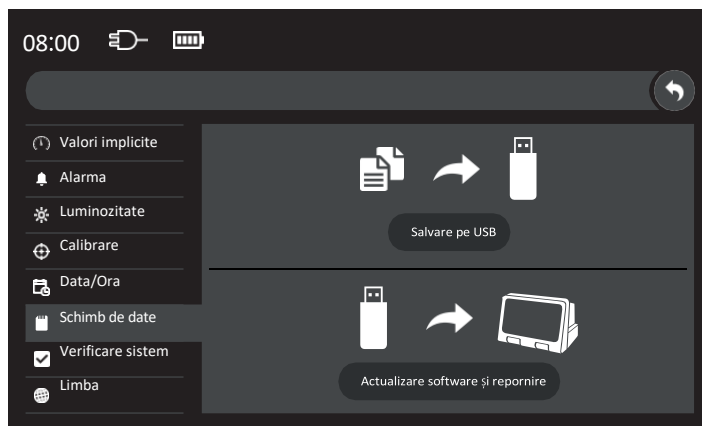 08:00
Valori implicite
Alarma
Luminozitate
Calibrare
Data/Ora
Schimb de date
Verificare sistem
Limba
Salvare pe USB
Actualizare software și repornire